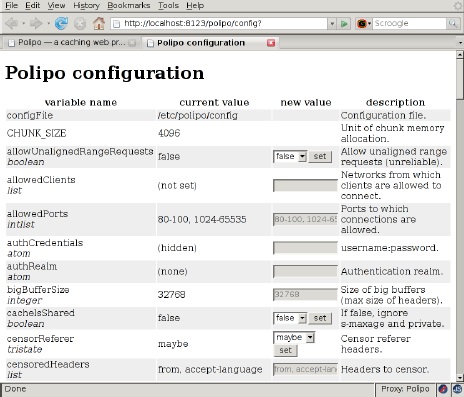 File Edit View History Bookmarks Tools Help
http://localhost:8123/polipo/config?
Scroogle
Polipo — a caching web pr...
Polipo configuration
Polipo configuration
variable name current value new value description
configFile /etc/polipo/config Configuration file.
CHUNK_SIZE 4096 Unit of chunk memory
allocation.
allowUnalignedRangeRequests false false set Allow unaligned range
boolean requests (unreliable).
allowedClients (not set) Networks from which
list clients are allowed to
connect.
allowedPorts 80-100, 1024-65535 80-100, 1024-65 Ports to which
intlist connections are
allowed.
authCredentials (hidden) username:password.
atom
authRealm (none) Authentication realm.
atom
bigBufferSize 32768 32768 Size of big buffers
integer (max size of headers).
cacheIsShared false false set If false, ignore
boolean s-maxage and private.
censorReferer maybe maybe Censor referer
tristate set headers.
censoredHeaders from, accept-language from, accept-lan Headers to censor.
list
Done Proxy: Polipo